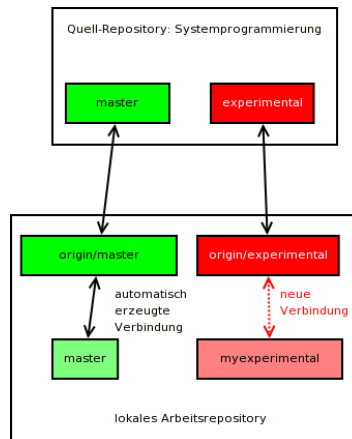 Quell-Repository: Systemprogrammierung
master
experimental
origin/master
origin/experimental
automatisch
erzeugte
Verbindung
neue
Verbindung
master
myexperimental
lokales Arbeitsrepository